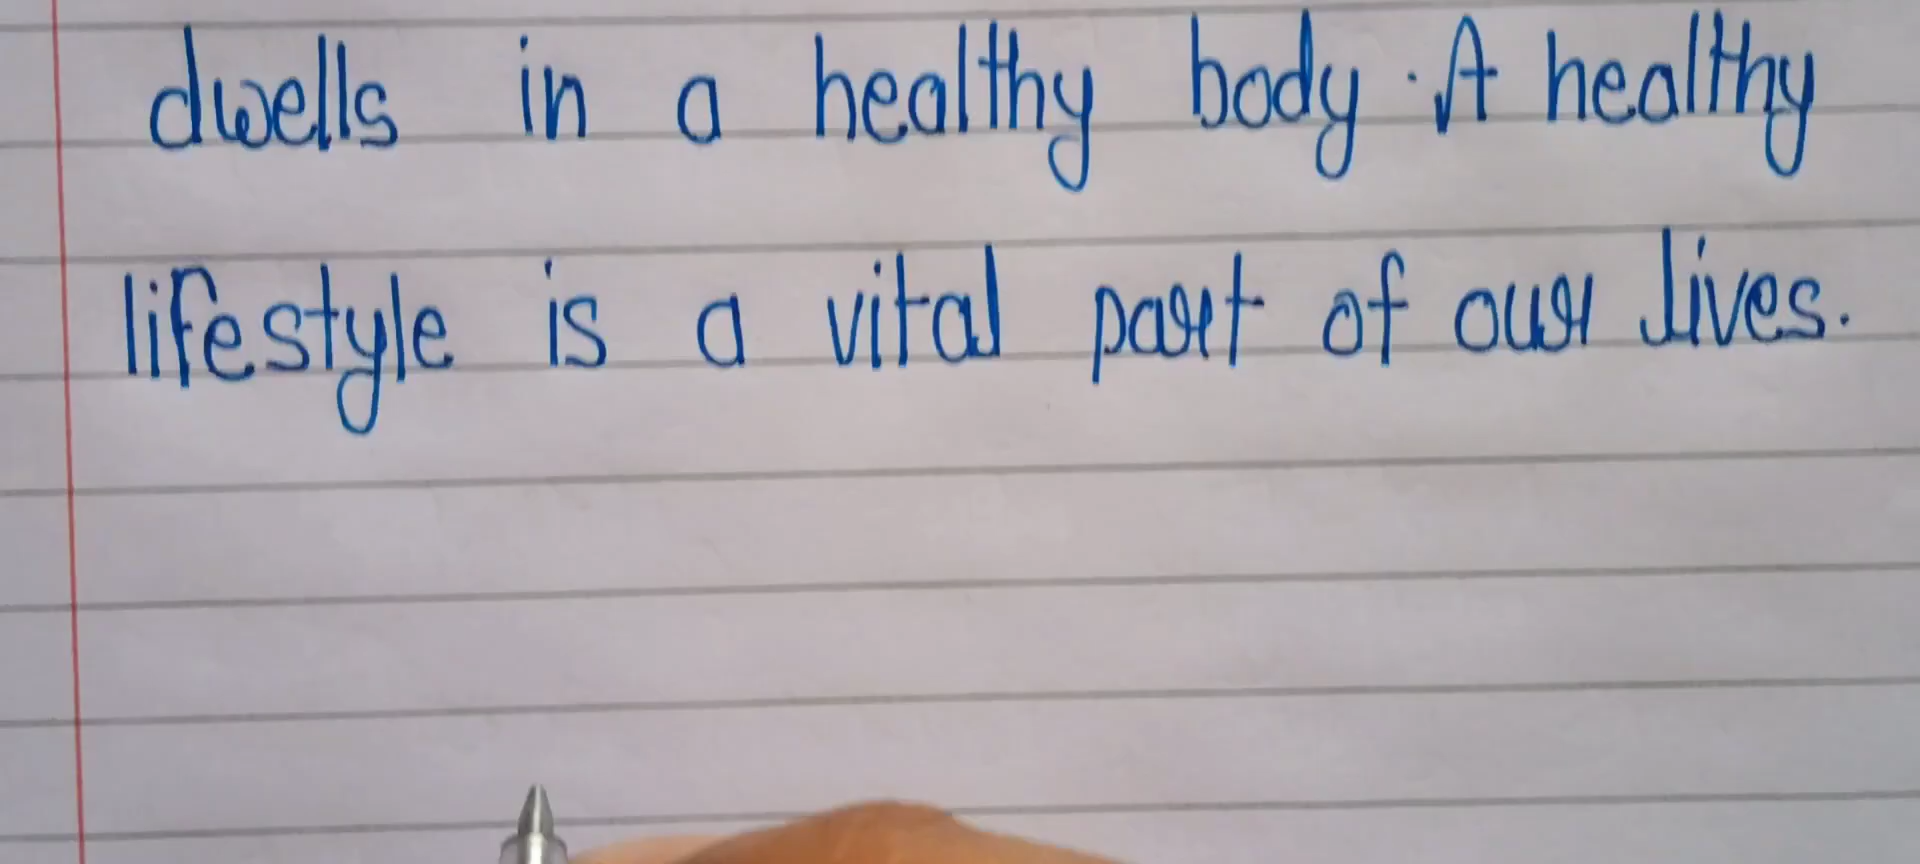 dwells in a healthy body. A healthy
lifestyle is a vital part of our lives.